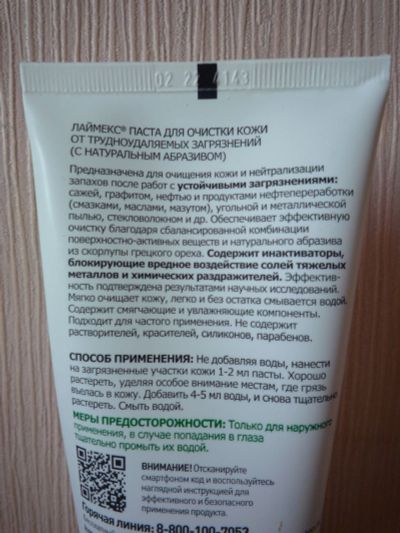 02 22 4143
ЛАЙМЕКС® ПАСТА ДЛЯ ОЧИСТКИ КОЖИ
ОТ ТРУДНОУДАЛЯЕМЫХ ЗАГРЯЗНЕНИЙ
(С НАТУРАЛЬНЫМ АБРАЗИВОМ)
Предназначена для очищения кожи и нейтрализации
запахов после работ с устойчивыми загрязнениями:
сажей, графитом, нефтью и продуктами нефтепереработки
(смазками, маслами, мазутом), угольной и металлической
пылью, стекловолокном и др. Обеспечивает эффективную
очистку благодаря сбалансированной комбинации
поверхностно-активных веществ и натурального абразива
из скорлупы грецкого ореха. Содержит инактиваторы,
блокирующие вредное воздействие солей тяжелых
металлов и химических раздражителей. Эффектив-
ность подтверждена результатами научных исследований.
Мягко очищает кожу, легко и без остатка смывается водой.
Содержит смягчающие и увлажняющие компоненты.
Подходит для частого применения. Не содержит
растворителей, красителей, силиконов, парабенов.
СПОСОБ ПРИМЕНЕНИЯ: Не добавляя воды, нанести
на загрязненные участки кожи 1-2 мл пасты. Хорошо
растереть, уделяя особое внимание местам, где грязь
въелась в кожу. Добавить 4-5 мл воды, и снова тщательно
растереть. Смыть водой.
МЕРЫ ПРЕДОСТОРОЖНОСТИ: Только для наружного
применения, в случае попадания в глаза
тщательно промыть их водой.
ВНИМАНИЕ! Отсканируйте
смартфоном код и воспользуйтесь
наглядной инструкцией для
эффективного и безопасного
применения продукта.
Горячая линия: 8-800-100-7052